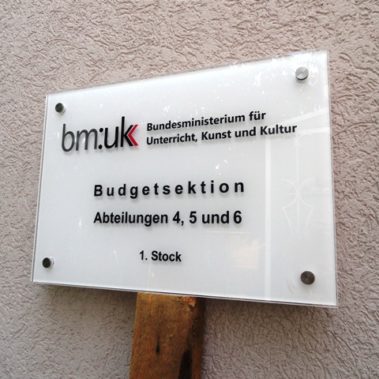 bm:uk Bundesministerium für
Unterricht, Kunst und Kultur
Budgetsektion
Abteilungen 4, 5 und 6
1. Stock